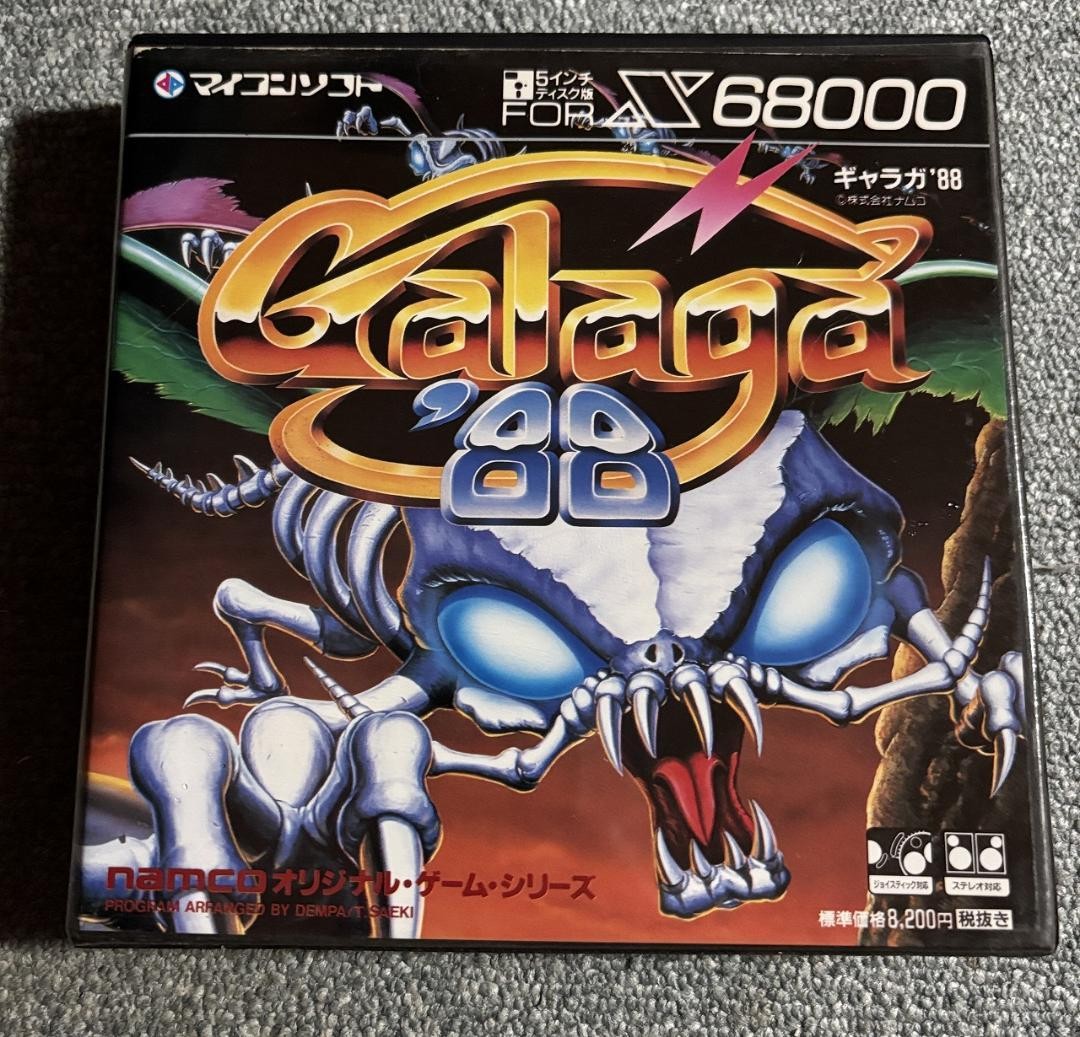 マイコンソフト
5インチ
ディスク版
FOR X68000
ギャラガ'88
©株式会社ナムコ
Galaga
'88
namcoオリジナル・ゲーム・シリーズ
PROGRAM ARRANGED BY DEMPA/T.SAEKI
ジョイスティック対応
ステレオ対応
標準価格8,200円 税抜き